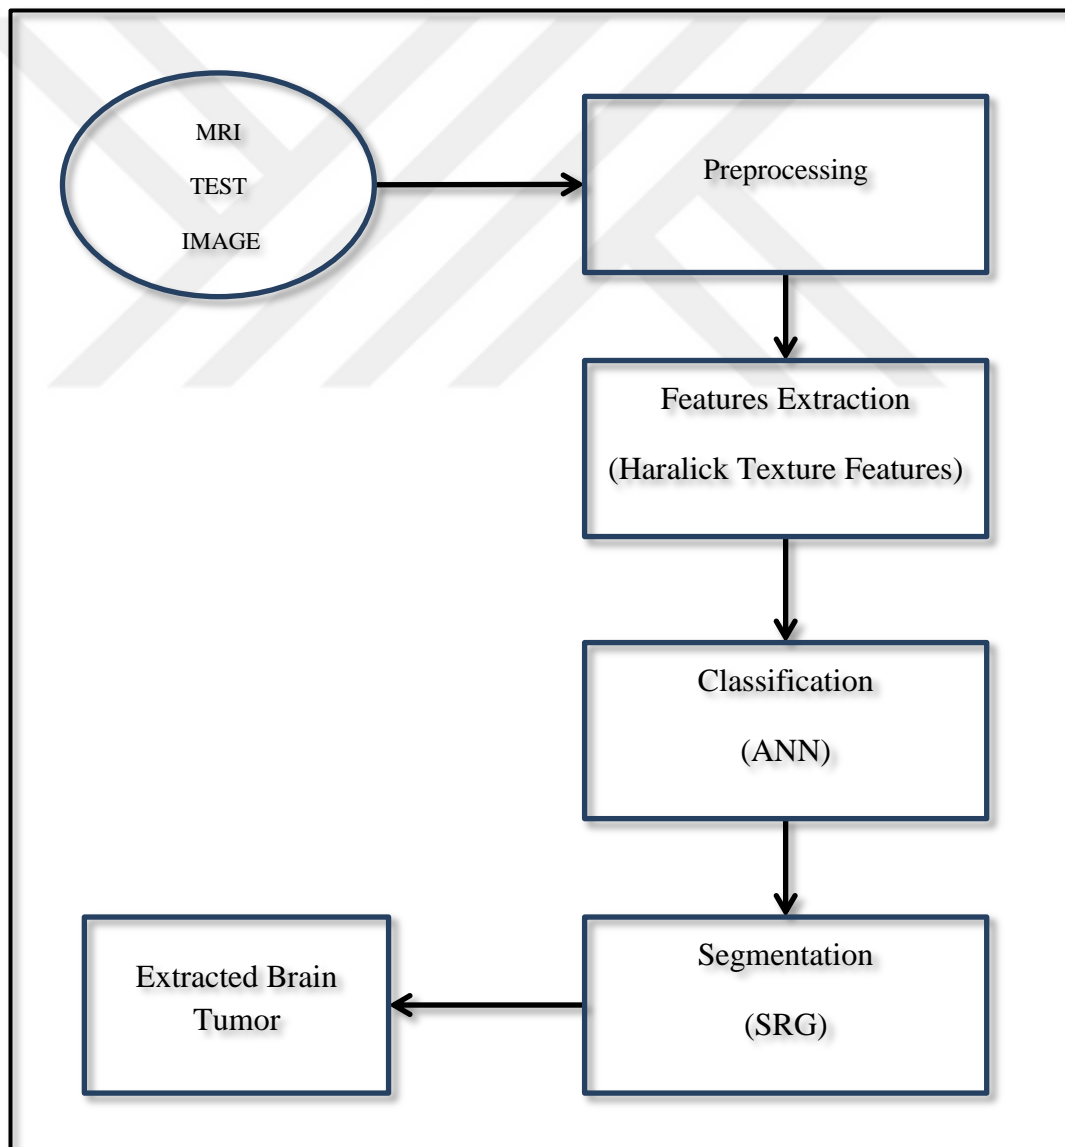 MRI
TEST
IMAGE
Preprocessing
Features Extraction
(Haralick Texture Features)
Classification
(ANN)
Segmentation
(SRG)
Extracted Brain
Tumor